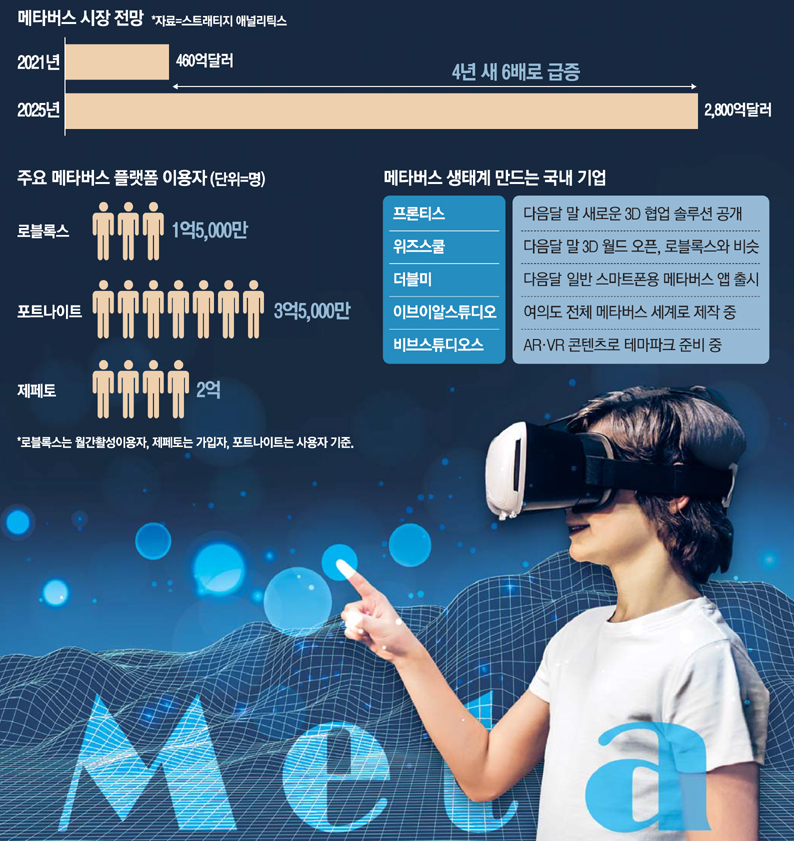 메타버스 시장 전망 *자료=스트래티지 애널리틱스
2021년 460억달러
4년 새 6배로 급증
2025년 2,800억달러
주요 메타버스 플랫폼 이용자 (단위=명)
로블록스 1억5,000만
포트나이트 3억5,000만
제페토 2억
*로블록스는 월간활성이용자, 제페토는 가입자, 포트나이트는 사용자 기준.
메타버스 생태계 만드는 국내 기업
프론티스 다음달 말 새로운 3D 협업 솔루션 공개
위즈스쿨 다음달 말 3D 월드 오픈, 로블록스와 비슷
더블미 다음달 일반 스마트폰용 메타버스 앱 출시
이브이알스튜디오 여의도 전체 메타버스 세계로 제작 중
비브스튜디오스 AR·VR 콘텐츠로 테마파크 준비 중
Meta